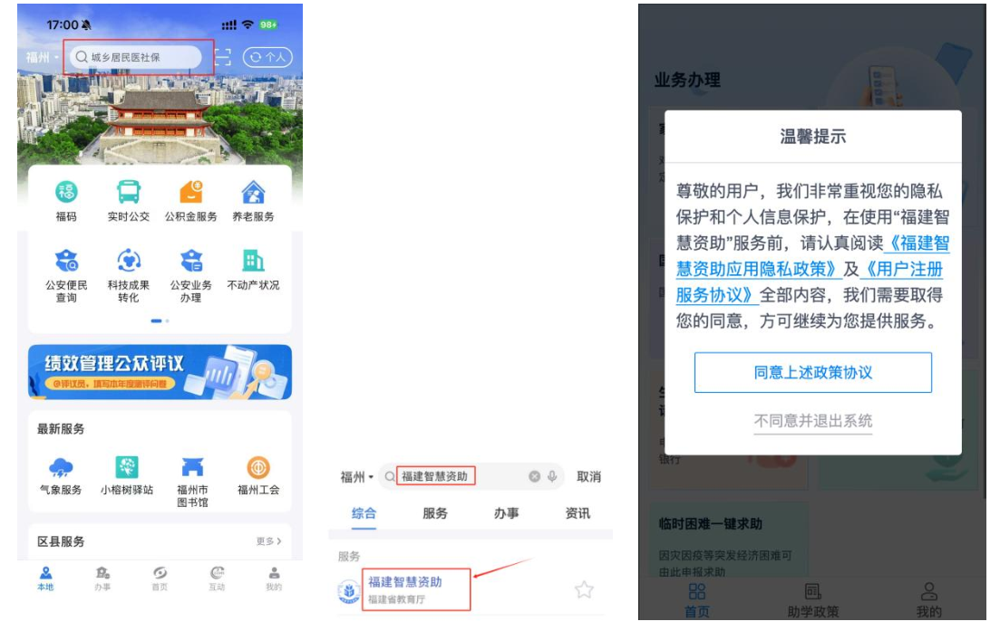 17:00
98+
福州
城乡居民医社保
个人
福码
实时公交
公积金服务
养老服务
公安便民
查询
科技成果
转化
公安业务
办理
不动产状况
绩效管理公众评议
@评议员，填写本年度建评问卷
最新服务
气象服务
小榕树驿站
福州市
图书馆
福州工会
区县服务
更多
本地
办事
首页
互动
我的
福州
福建智慧资助
取消
综合
服务
办事
资讯
服务
福建智慧资助
福建省教育厅
业务办理
温馨提示
尊敬的用户，我们非常重视您的隐私
保护和个人信息保护，在使用“福建智
慧资助”服务前，请认真阅读《福建智
慧资助应用隐私政策》及《用户注册
服务协议》全部内容，我们需要取得
您的同意，方可继续为您提供服务。
同意上述政策协议
不同意并退出系统
银行
临时困难一键求助
因灾因疫等突发经济困难可
由此申报求助
首页
助学政策
我的